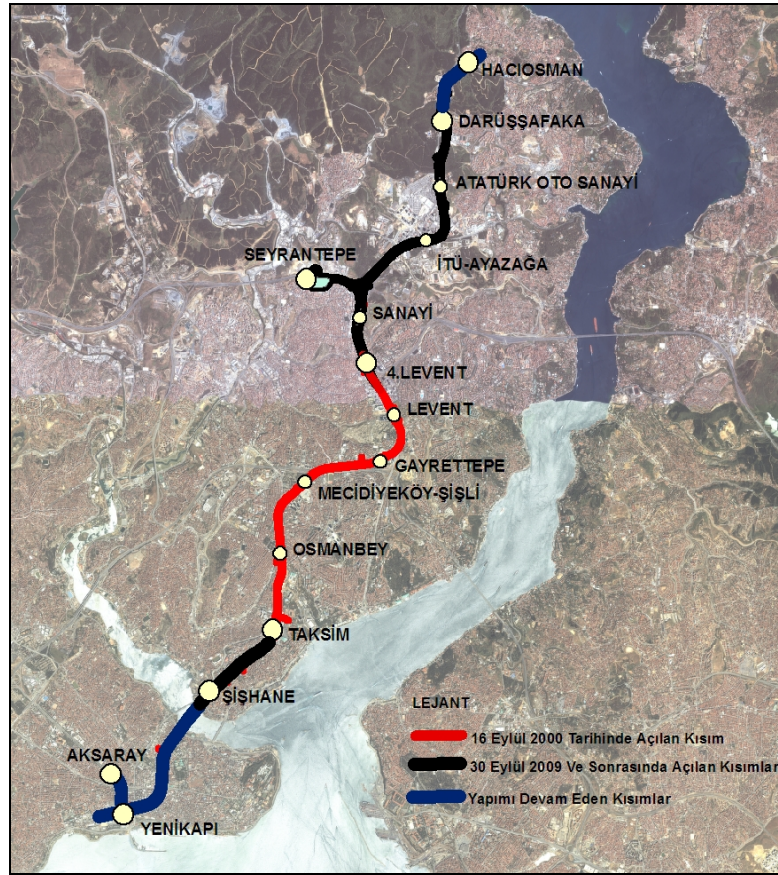 HACIOSMAN
DARÜŞŞAFAKA
ATATÜRK OTO SANAYİ
SEYRANTEPE
İTÜ-AYAZAĞA
SANAYİ
4.LEVENT
LEVENT
GAYRETTEPE
MECİDİYEKÖY-ŞİŞLİ
OSMANBEY
TAKSİM
ŞİŞHANE
AKSARAY
YENİKAPI
LEJANT
16 Eylül 2000 Tarihinde Açılan Kısım
30 Eylül 2009 Ve Sonrasında Açılan Kısımlar
Yapımı Devam Eden Kısımlar